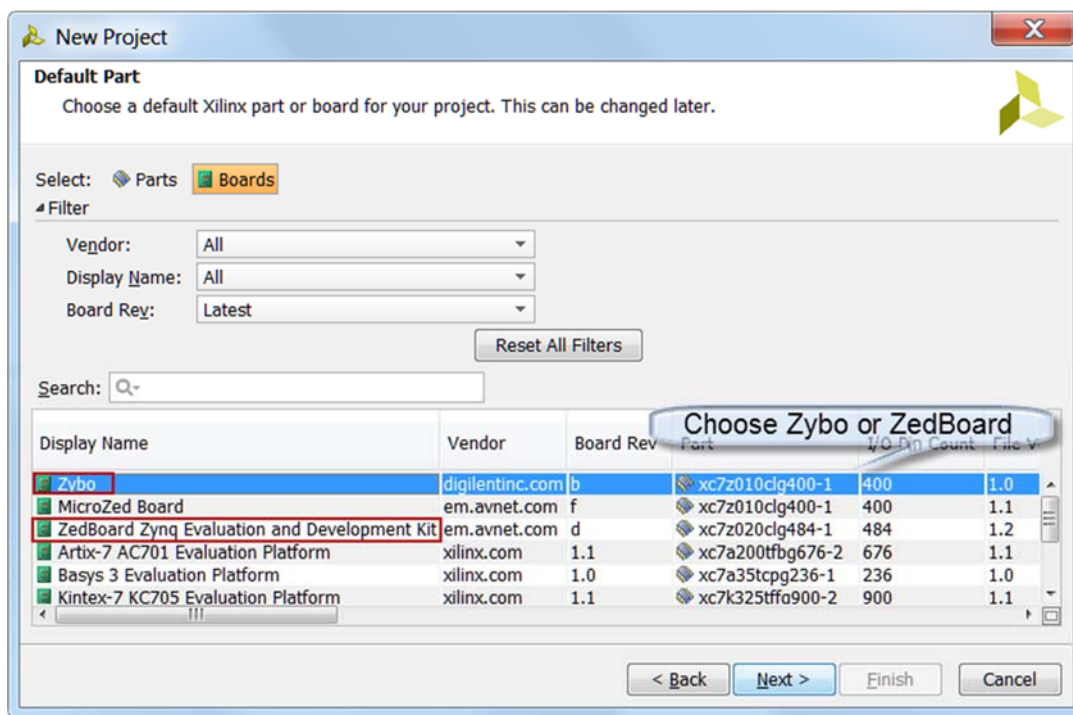 New Project
Default Part
Choose a default Xilinx part or board for your project. This can be changed later.
Select: Parts Boards
Filter
Vendor: All
Display Name: All
Board Rev: Latest
Reset All Filters
Search:
Choose Zybo or ZedBoard
Display Name Vendor Board Rev Part I/O Pin Count File V
Zybo digilentinc.com b xc7z010clg400-1 400 1.0
MicroZed Board em.avnet.com f xc7z010clg400-1 400 1.1
ZedBoard Zynq Evaluation and Development Kit em.avnet.com d xc7z020clg484-1 484 1.2
Artix-7 AC701 Evaluation Platform xilinx.com 1.1 xc7a200tfbg676-2 676 1.1
Basys 3 Evaluation Platform xilinx.com 1.0 xc7a35tcpg236-1 236 1.0
Kintex-7 KC705 Evaluation Platform xilinx.com 1.1 xc7k325tffg900-2 900 1.1
< Back Next > Finish Cancel